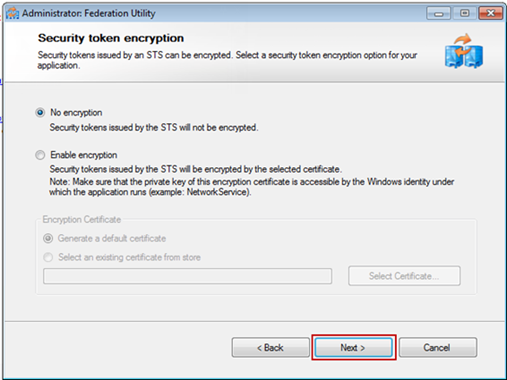 Administrator: Federation Utility
Security token encryption
Security tokens issued by an STS can be encrypted. Select a security token encryption option for your
application.
No encryption
Security tokens issued by the STS will not be encrypted.
Enable encryption
Security tokens issued by the STS will be encrypted by the selected certificate.
Note: Make sure that the private key of this encryption certificate is accessible by the Windows identity under
which the application runs (example: NetworkService).
Encryption Certificate
Generate a default certificate
Select an existing certificate from store
Select Certificate...
< Back
Next >
Cancel